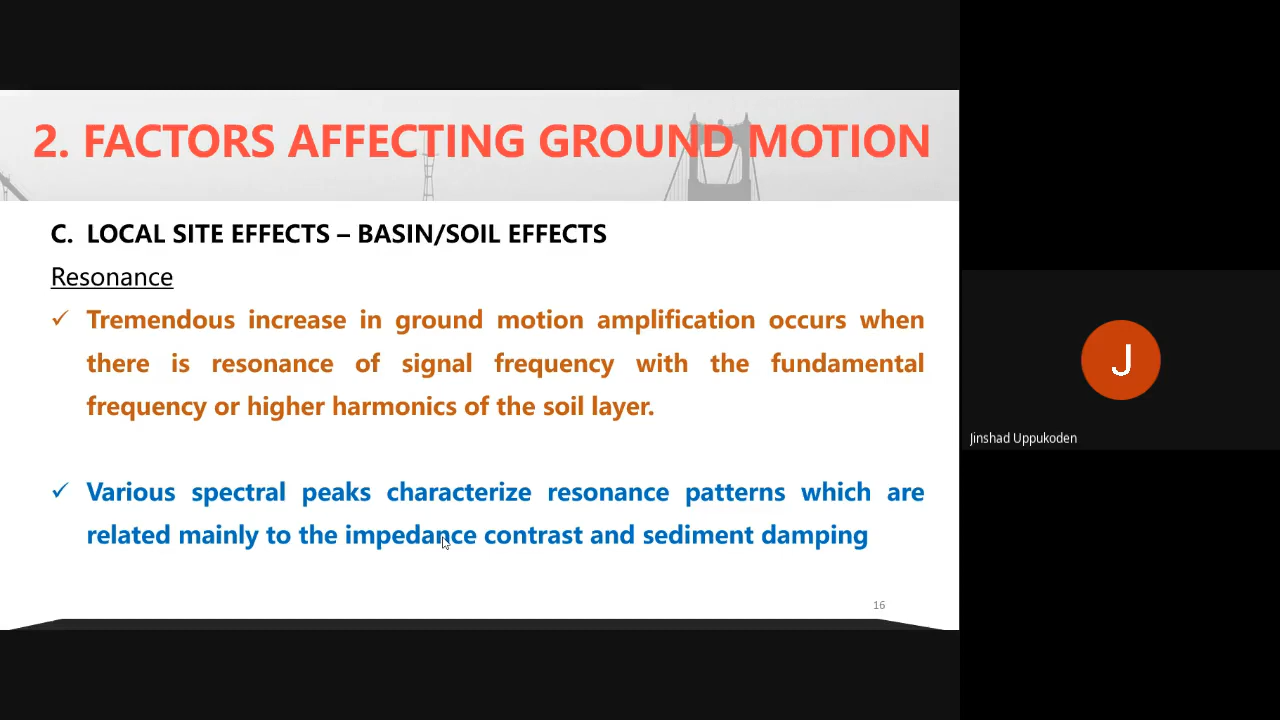 2. FACTORS AFFECTING GROUND MOTION
C. LOCAL SITE EFFECTS – BASIN/SOIL EFFECTS
Resonance
✓ Tremendous increase in ground motion amplification occurs when
there is resonance of signal frequency with the fundamental
frequency or higher harmonics of the soil layer.
✓ Various spectral peaks characterize resonance patterns which are
related mainly to the impedance contrast and sediment damping
16
J
Jinshad Uppukoden